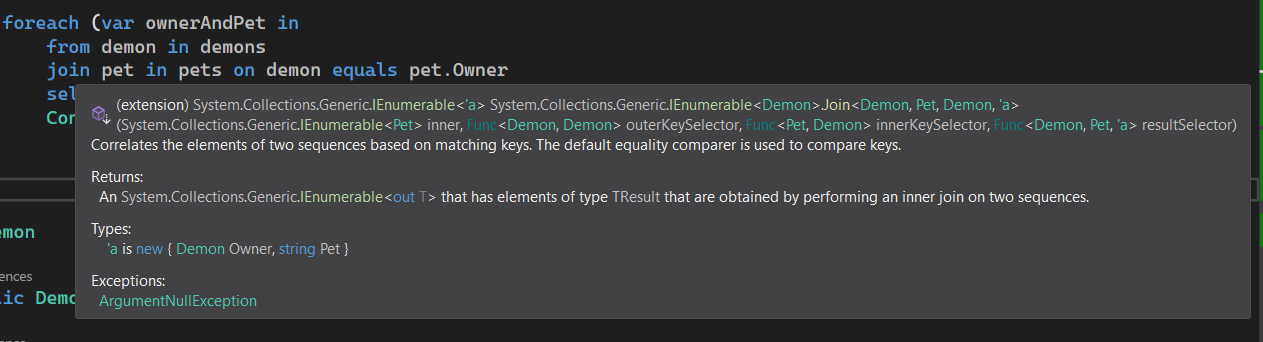 foreach (var ownerAndPet in
from demon in demons
join pet in pets on demon equals pet.Owner
sel
(extension) System.Collections.Generic.IEnumerable<'a> System.Collections.Generic.IEnumerable<Demon>.Join<Demon, Pet, Demon, 'a>
Con
(System.Collections.Generic.IEnumerable<Pet> inner, Func<Demon, Demon> outerKeySelector, Func<Pet, Demon> innerKeySelector, Func<Demon, Pet, 'a> resultSelector)
Correlates the elements of two sequences based on matching keys. The default equality comparer is used to compare keys.
Returns:
An System.Collections.Generic.IEnumerable<out T> that has elements of type TResult that are obtained by performing an inner join on two sequences.
Types:
emon
'a is new { Demon Owner, string Pet }
ences
Exceptions:
lic Demo
ArgumentNullException